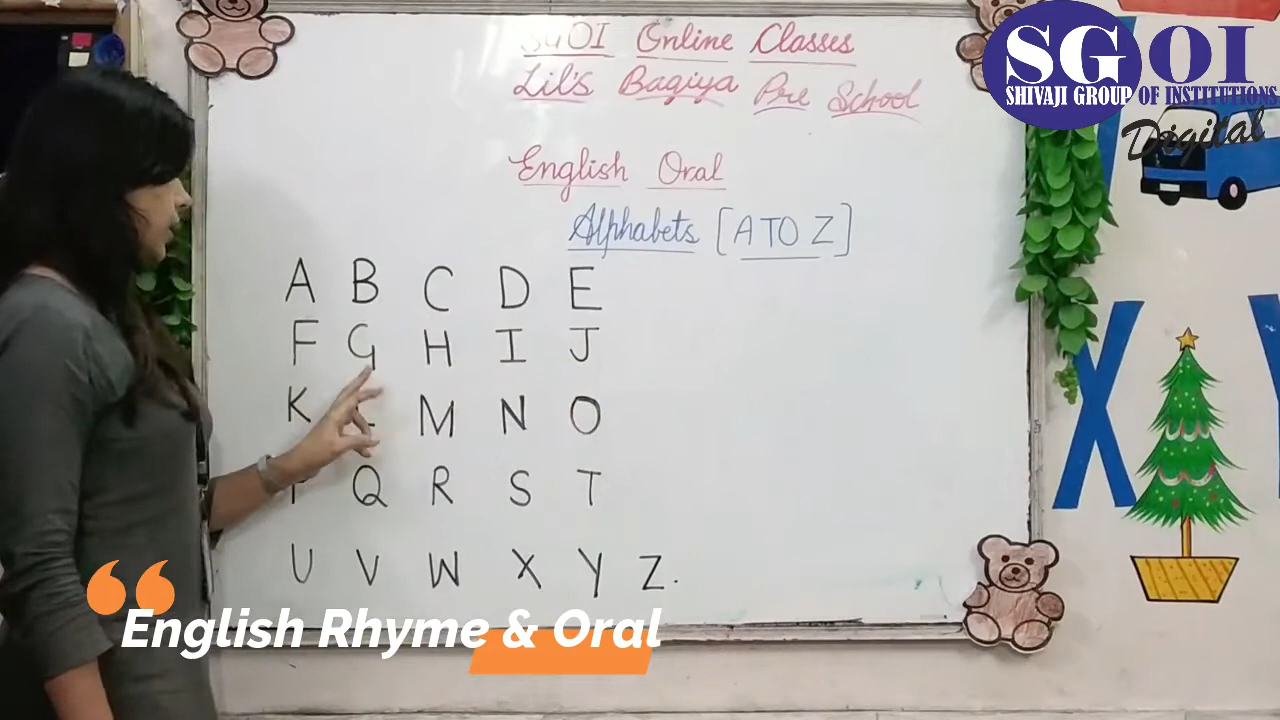 SGOI Online Classes
Lil's Bagiya Pre School
English Oral
Alphabets [A TO Z]
A B C D E
F G H I J
K L M N O
P Q R S T
U V W X Y Z.
SGOI
SHIVAJI GROUP OF INSTITUTIONS
Digital
X
English Rhyme & Oral